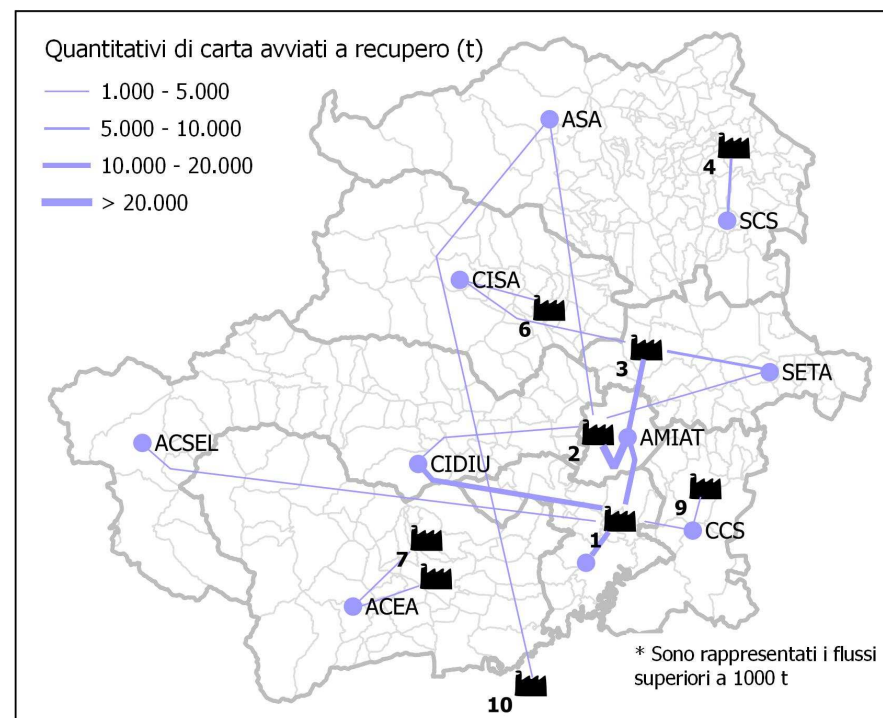 Quantitativi di carta avviati a recupero (t)
1.000 - 5.000
5.000 - 10.000
10.000 - 20.000
> 20.000
ASA
4
SCS
CISA
6
3
SETA
ACSEL
2
AMIAT
CIDIU
9
1
CCS
7
ACEA
* Sono rappresentati i flussi
superiori a 1000 t
10